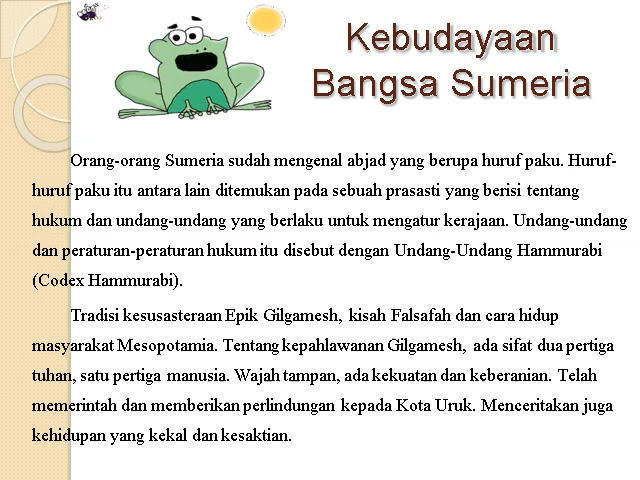 Kebudayaan
Bangsa Sumeria
Orang-orang Sumeria sudah mengenal abjad yang berupa huruf paku. Huruf-
huruf paku itu antara lain ditemukan pada sebuah prasasti yang berisi tentang
hukum dan undang-undang yang berlaku untuk mengatur kerajaan. Undang-undang
dan peraturan-peraturan hukum itu disebut dengan Undang-Undang Hammurabi
(Codex Hammurabi).
Tradisi kesusasteraan Epik Gilgamesh, kisah Falsafah dan cara hidup
masyarakat Mesopotamia. Tentang kepahlawanan Gilgamesh, ada sifat dua pertiga
tuhan, satu pertiga manusia. Wajah tampan, ada kekuatan dan keberanian. Telah
memerintah dan memberikan perlindungan kepada Kota Uruk. Menceritakan juga
kehidupan yang kekal dan kesaktian.